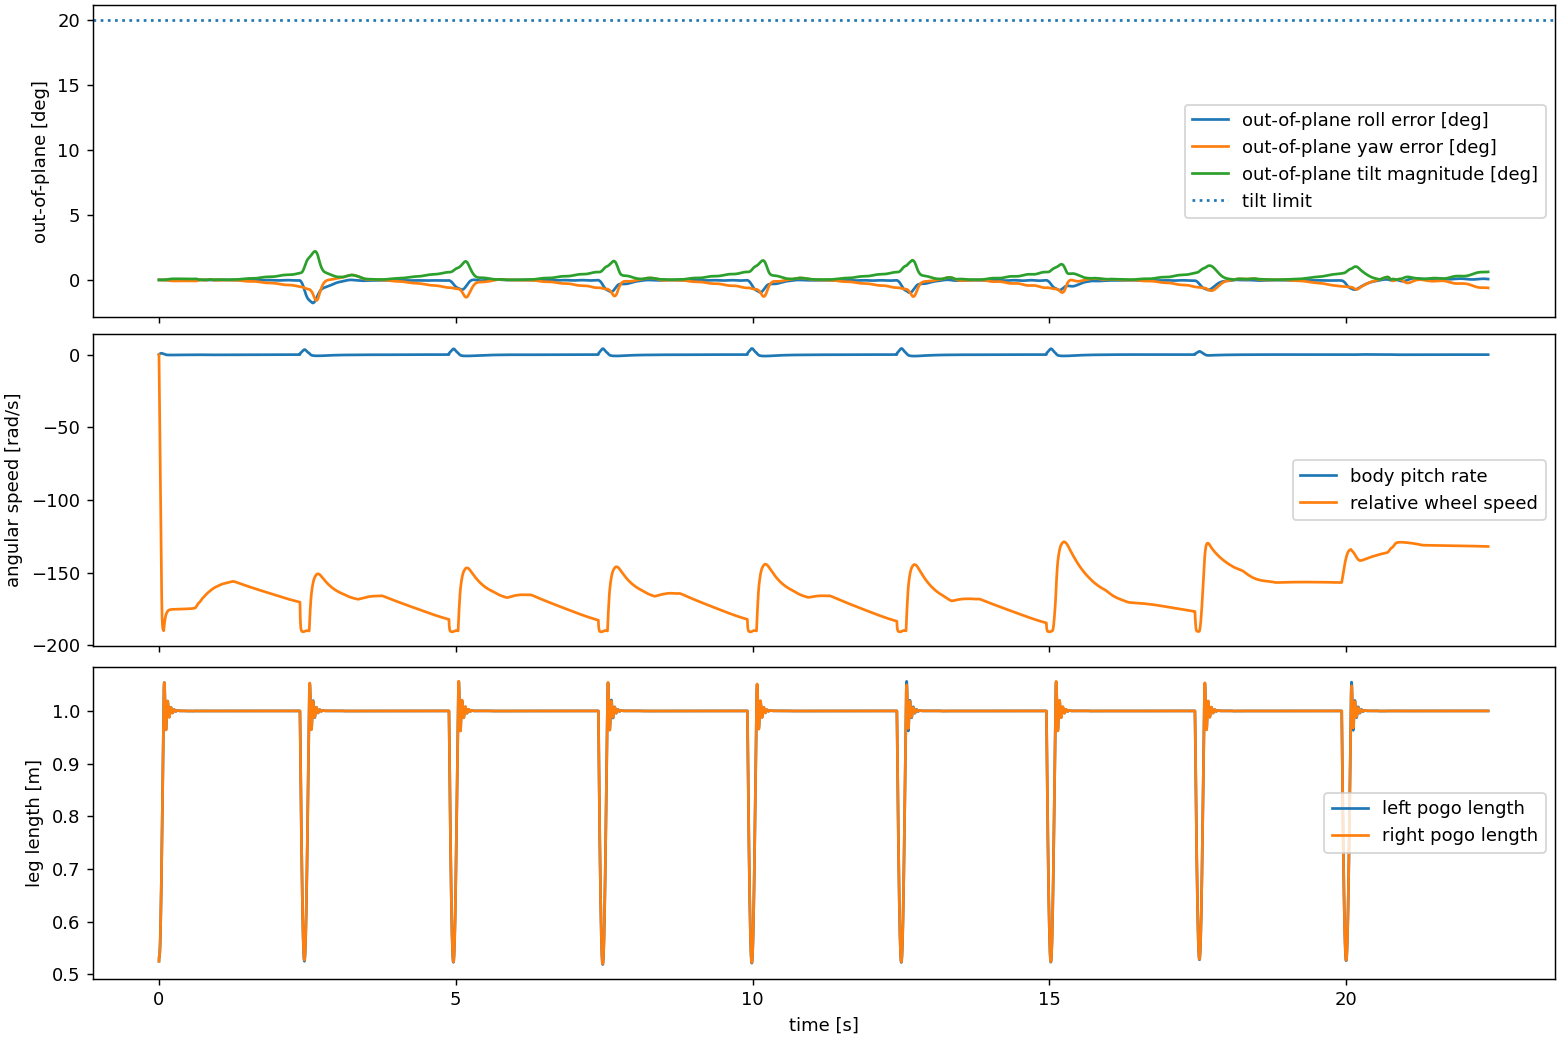 20
15
10
5
0
out-of-plane [deg]
out-of-plane roll error [deg]
out-of-plane yaw error [deg]
out-of-plane tilt magnitude [deg]
tilt limit
0
−50
−100
−150
−200
angular speed [rad/s]
body pitch rate
relative wheel speed
1.0
0.9
0.8
0.7
0.6
0.5
leg length [m]
left pogo length
right pogo length
0 5 10 15 20
time [s]